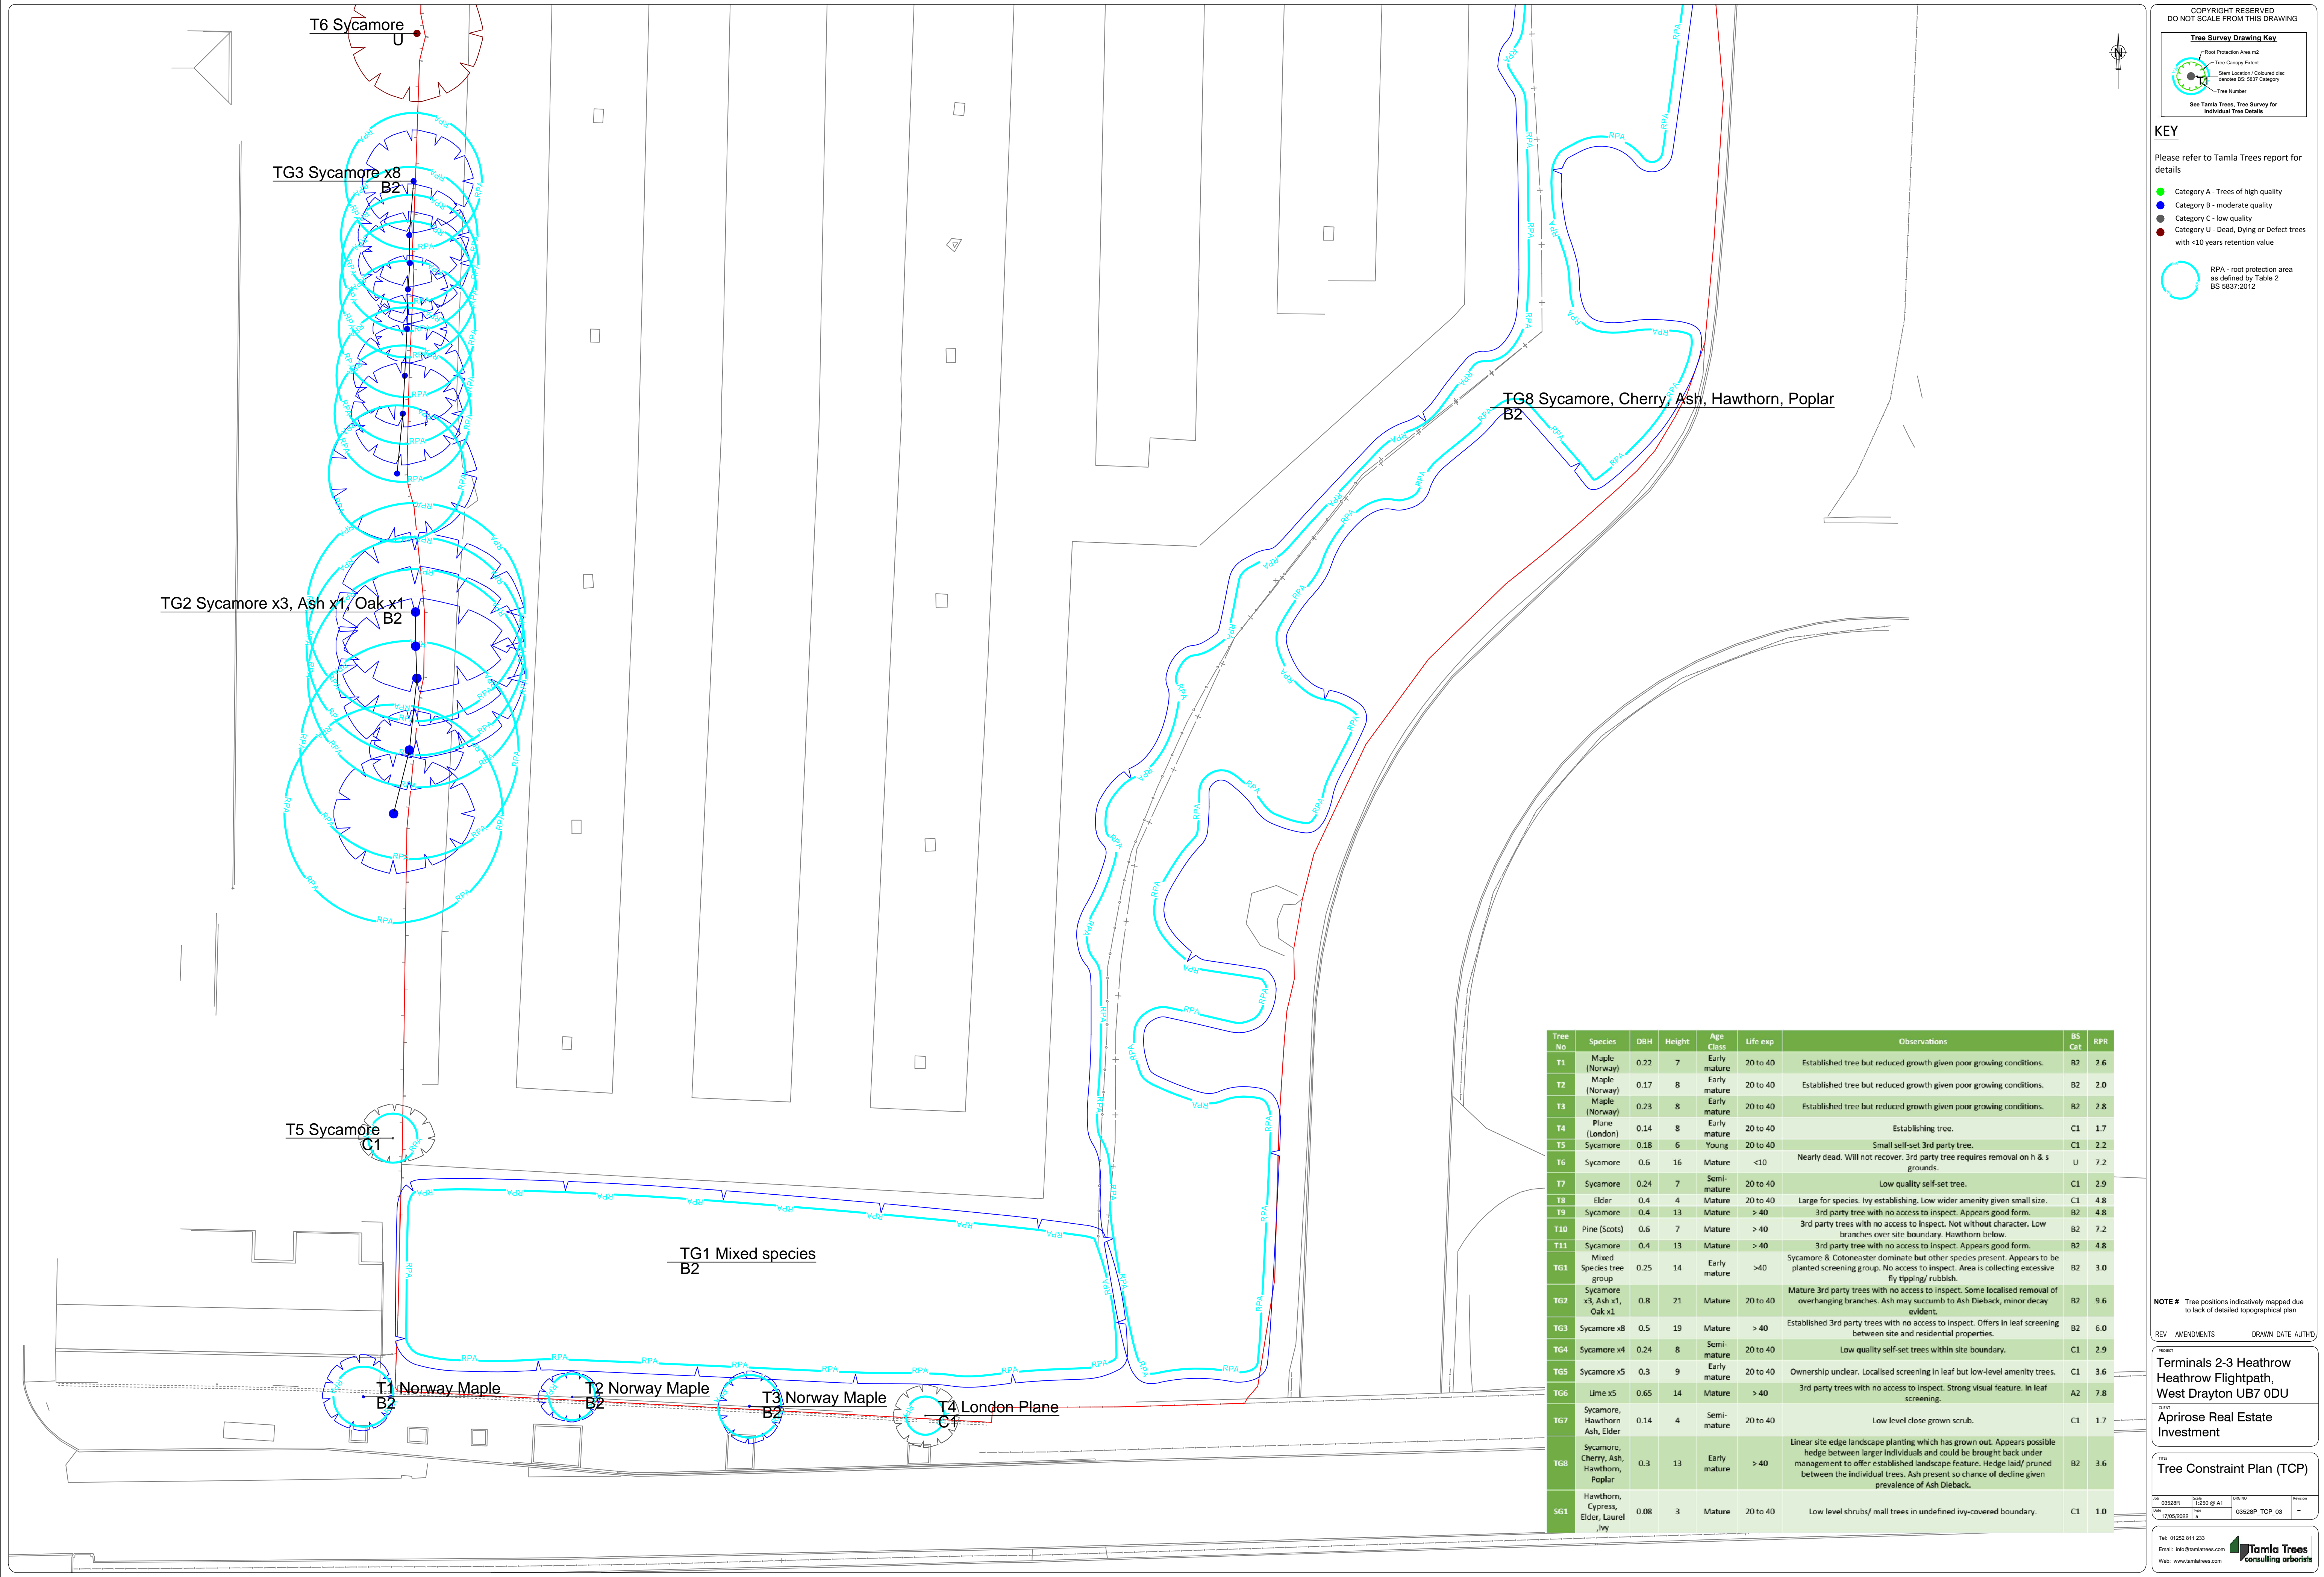 T6 Sycamore
U
TG3 Sycamore x8
B2
TG2 Sycamore x3, Ash x1, Oak x1
B2
TG8 Sycamore, Cherry, Ash, Hawthorn, Poplar
B2
T5 Sycamore
C1
TG1 Mixed species
B2
T1 Norway Maple
B2
T2 Norway Maple
B2
T3 Norway Maple
B2
T4 London Plane
C1
RPA
N
Tree No Species DBH Height Age Class Life exp Observations BS Cat RPR
T1 Maple (Norway) 0.22 7 Early mature 20 to 40 Established tree but reduced growth given poor growing conditions. B2 2.6
T2 Maple (Norway) 0.17 8 Early mature 20 to 40 Established tree but reduced growth given poor growing conditions. B2 2.0
T3 Maple (Norway) 0.23 8 Early mature 20 to 40 Established tree but reduced growth given poor growing conditions. B2 2.8
T4 Plane (London) 0.14 8 Early mature 20 to 40 Establishing tree. C1 1.7
T5 Sycamore 0.18 6 Young 20 to 40 Small self-set 3rd party tree. C1 2.2
T6 Sycamore 0.6 16 Mature <10 Nearly dead. Will not recover. 3rd party tree requires removal on h & s grounds. U 7.2
T7 Sycamore 0.24 7 Semi-mature 20 to 40 Low quality self-set tree. C1 2.9
T8 Elder 0.4 4 Mature 20 to 40 Large for species. Ivy establishing. Low wider amenity given small size. C1 4.8
T9 Sycamore 0.4 13 Mature > 40 3rd party tree with no access to inspect. Appears good form. B2 4.8
T10 Pine (Scots) 0.6 7 Mature > 40 3rd party trees with no access to inspect. Not without character. Low branches over site boundary. Hawthorn below. B2 7.2
T11 Sycamore 0.4 13 Mature > 40 3rd party tree with no access to inspect. Appears good form. B2 4.8
TG1 Mixed Species tree group 0.25 14 Early mature >40 Sycamore & Cotoneaster dominate but other species present. Appears to be planted screening group. No access to inspect. Area is collecting excessive fly tipping/ rubbish. B2 3.0
TG2 Sycamore x3, Ash x1, Oak x1 0.8 21 Mature 20 to 40 Mature 3rd party trees with no access to inspect. Some localised removal of overhanging branches. Ash may succumb to Ash Dieback, minor decay evident. B2 9.6
TG3 Sycamore x8 0.5 19 Mature > 40 Established 3rd party trees with no access to inspect. Offers in leaf screening between site and residential properties. B2 6.0
TG4 Sycamore x4 0.24 8 Semi-mature 20 to 40 Low quality self-set trees within site boundary. C1 2.9
TG5 Sycamore x5 0.3 9 Early mature 20 to 40 Ownership unclear. Localised screening in leaf but low-level amenity trees. C1 3.6
TG6 Lime x5 0.65 14 Mature > 40 3rd party trees with no access to inspect. Strong visual feature. In leaf screening. A2 7.8
TG7 Sycamore, Hawthorn Ash, Elder 0.14 4 Semi-mature 20 to 40 Low level close grown scrub. C1 1.7
TG8 Sycamore, Cherry, Ash, Hawthorn, Poplar 0.3 13 Early mature > 40 Linear site edge landscape planting which has grown out. Appears possible hedge between larger individuals and could be brought back under management to offer established landscape feature. Hedge laid/ pruned between the individual trees. Ash present so chance of decline given prevalence of Ash Dieback. B2 3.6
SG1 Hawthorn, Cypress, Elder, Laurel ,Ivy 0.08 3 Mature 20 to 40 Low level shrubs/ mall trees in undefined ivy-covered boundary. C1 1.0
COPYRIGHT RESERVED
DO NOT SCALE FROM THIS DRAWING
Tree Survey Drawing Key
Root Protection Area m2
Tree Canopy Extent
Stem Location / Coloured disc
denotes BS: 5837 Category
T1
Tree Number
See Tamla Trees, Tree Survey for
Individual Tree Details
KEY
Please refer to Tamla Trees report for
details
Category A - Trees of high quality
Category B - moderate quality
Category C - low quality
Category U - Dead, Dying or Defect trees
with <10 years retention value
RPA - root protection area
as defined by Table 2
BS 5837:2012
NOTE # Tree positions indicatively mapped due
to lack of detailed topographical plan
REV AMENDMENTS DRAWN DATE AUTH'D
PROJECT
Terminals 2-3 Heathrow
Heathrow Flightpath,
West Drayton UB7 0DU
CLIENT
Aprirose Real Estate
Investment
TITLE
Tree Constraint Plan (TCP)
Scale DRG NO Revision
03528R 1:250 @ A1
Date Type 03528P_TCP_03 -
17/05/2022
Tel: 01252 811 233
Email: info@tamlatrees.com
Web: www.tamlatrees.com
Tamla Trees
consulting arborists